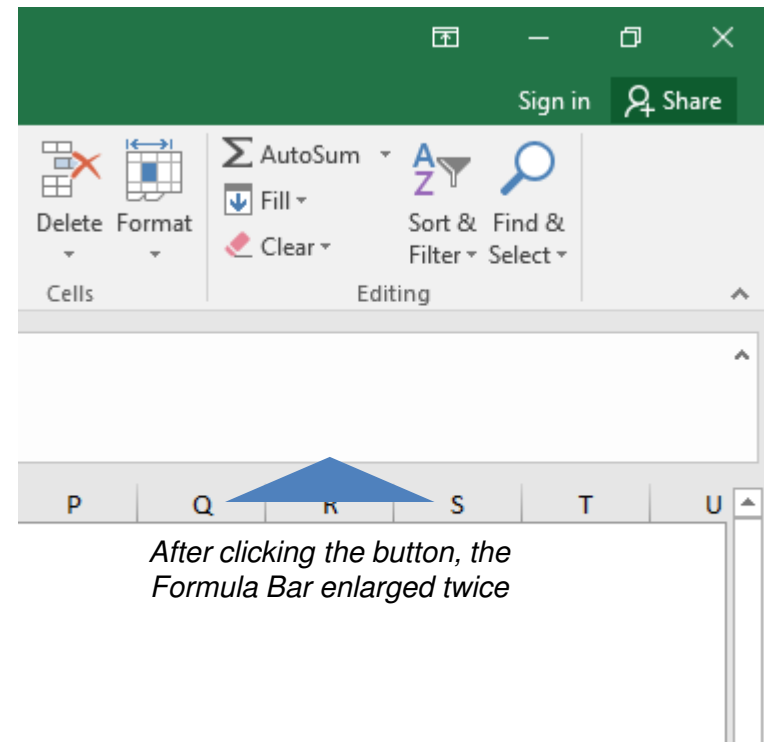 Sign in Share
AutoSum
Fill
Clear
Delete Format
Sort & Find &
Filter Select
Cells
Editing
P Q R S T U
After clicking the button, the
Formula Bar enlarged twice